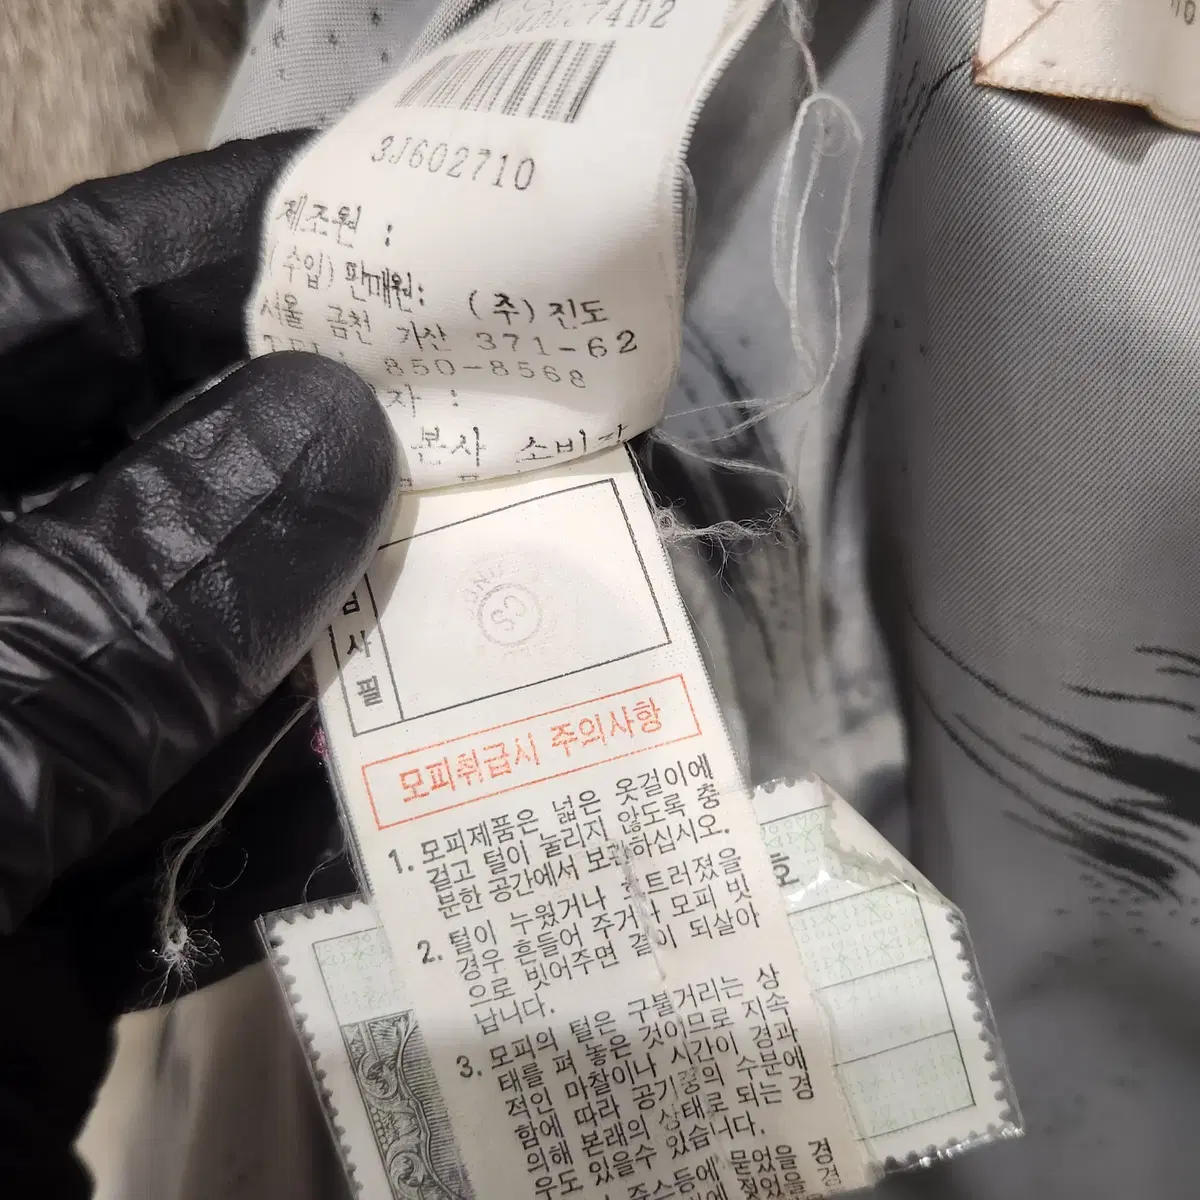 3J602710
제조원 :
(수입) 판매원: (주) 진도
서울 금천 가산 371-62
TEL: 850-8568
자 :
본사 소비자
검사필
CS
모피취급시 주의사항
1. 모피제품은 넓은 옷걸이에
걸고 털이 눌리지 않도록 충
분한 공간에서 보관하십시오.
2. 털이 누웠거나 흐트러졌을
경우 흔들어 주거나 모피 빗
으로 빗어주면 결이 되살아
납니다.
3. 모피의 털은 구불거리는 상
태를 펴 놓은 것이므로 지속
적인 마찰이나 시간이 경과
함에 따라 공기중의 수분에
의해 본래의 상태로 되는 경
우도 있을수 있습니다.
호